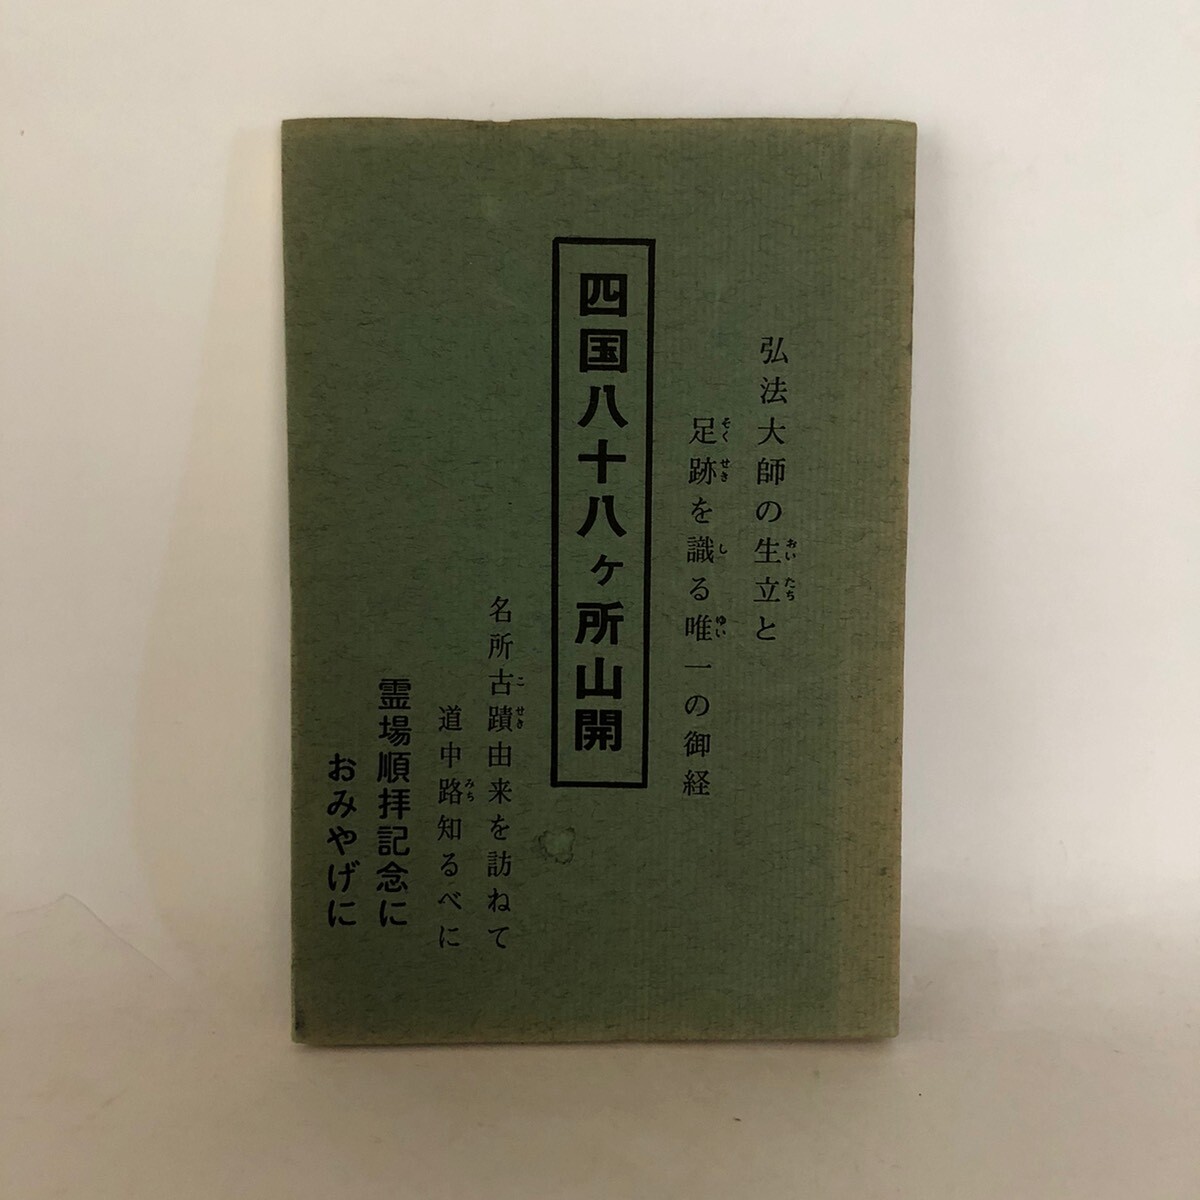 弘法大師の生立と
足跡を識る唯一の御経
四国八十八ヶ所山開
名所古蹟由来を訪ねて
道中路知るべに
霊場順拝記念に
おみやげに